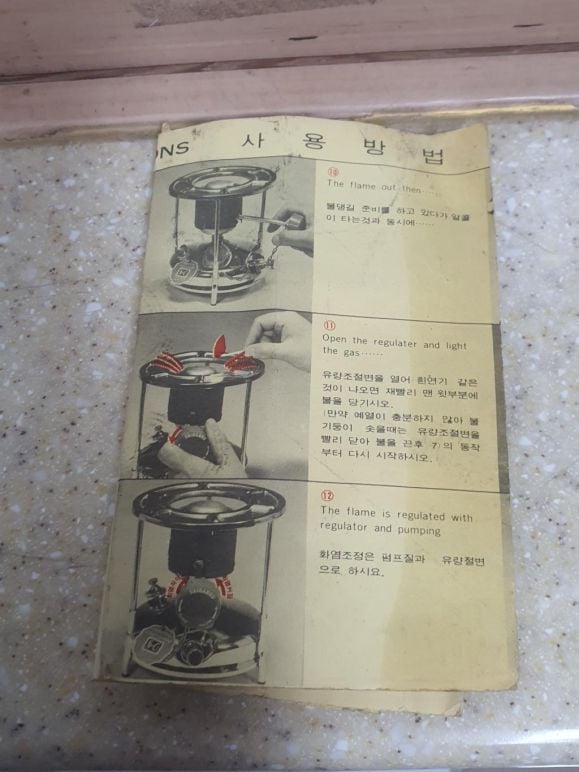 ONS 사 용 방 법
⑩
The flame out then……
불댕길 준비를 하고 있다가 알콜
이 타는것과 동시에……
⑪
Open the regulater and light
the gas……
유량조절변을 열어 흰연기 같은
것이 나오면 재빨리 맨 윗부분에
불을 당기시오.
(만약 예열이 충분하지 않아 불
기둥이 솟을때는 유량조절변을
빨리 닫아 불을 끈후 7)의 동작
부터 다시 시작하시오.
⑫
The flame is regulated with
regulator and pumping
화염조정은 펌프질과 유량절변
으로 하시요.